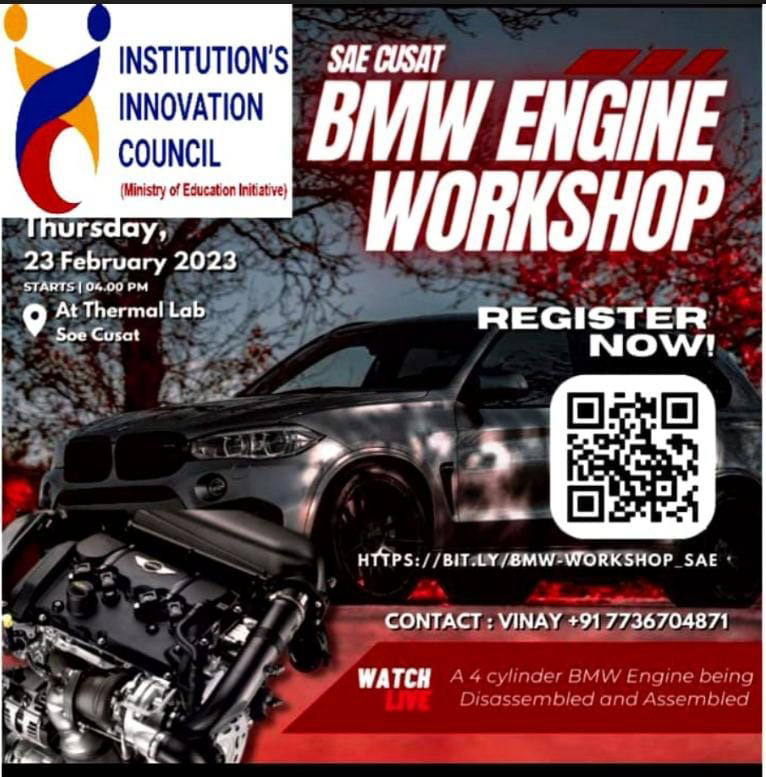 INSTITUTION'S
INNOVATION
COUNCIL
(Ministry of Education Initiative)
SAE CUSAT
BMW ENGINE
WORKSHOP
Thursday,
23 February 2023
STARTS | 04.00 PM
At Thermal Lab
Soe Cusat
REGISTER
NOW!
HTTPS://BIT.LY/BMW-WORKSHOP_SAE
CONTACT : VINAY +91 7736704871
WATCH
LIVE
A 4 cylinder BMW Engine being
Disassembled and Assembled